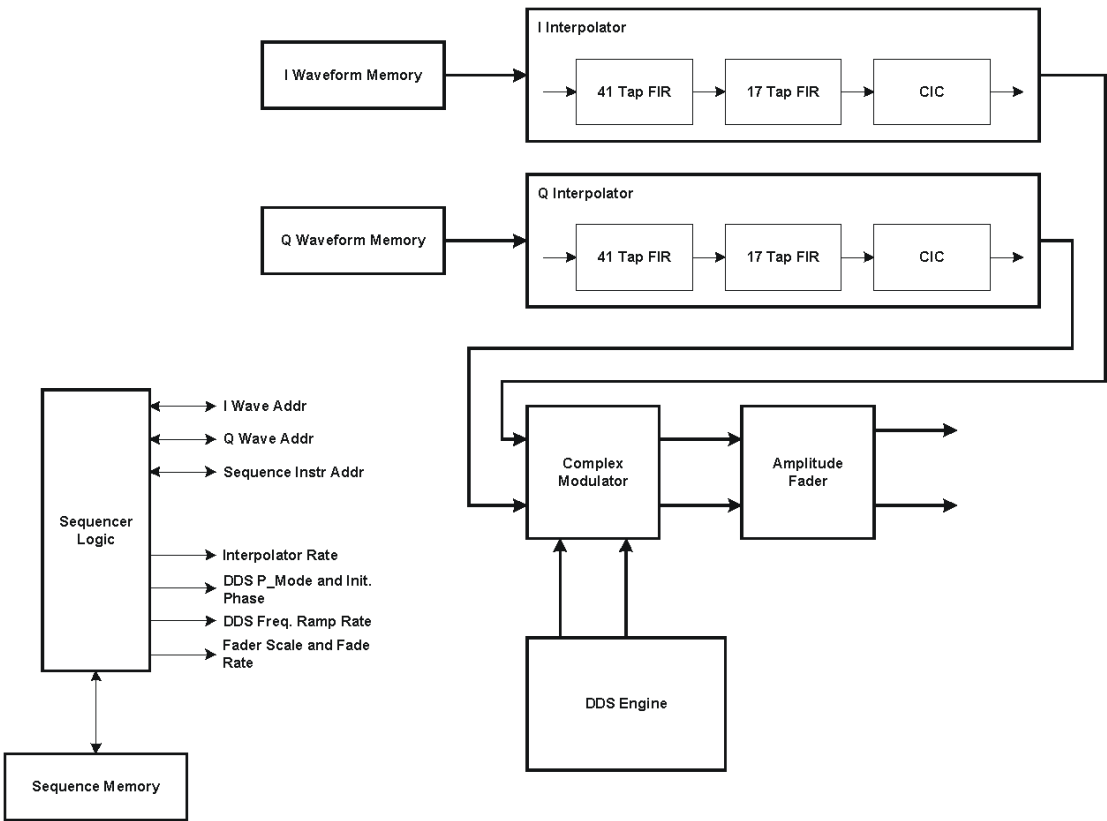 I Interpolator
I Waveform Memory
41 Tap FIR
17 Tap FIR
CIC
Q Interpolator
Q Waveform Memory
41 Tap FIR
17 Tap FIR
CIC
Sequencer
Logic
I Wave Addr
Q Wave Addr
Sequence Instr Addr
Interpolator Rate
DDS P_Mode and Init.
Phase
DDS Freq. Ramp Rate
Fader Scale and Fade
Rate
Complex
Modulator
Amplitude
Fader
DDS Engine
Sequence Memory